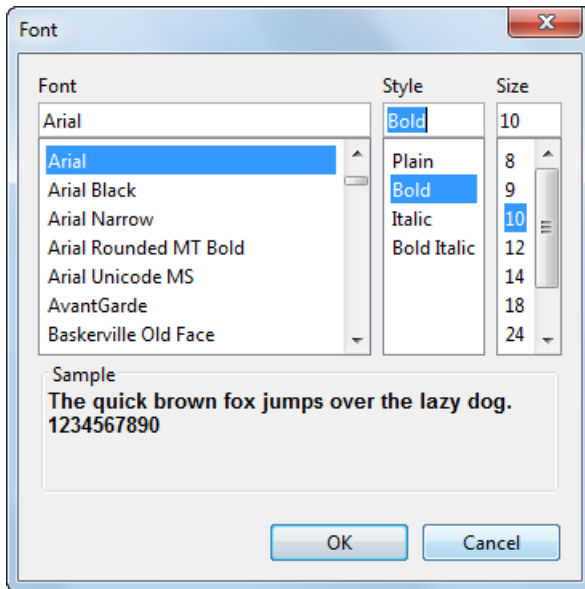 Font
Font
Style
Size
Arial
Bold
10
Arial
Arial Black
Arial Narrow
Arial Rounded MT Bold
Arial Unicode MS
AvantGarde
Baskerville Old Face
Plain
Bold
Italic
Bold Italic
8
9
10
12
14
18
24
Sample
The quick brown fox jumps over the lazy dog.
1234567890
OK
Cancel